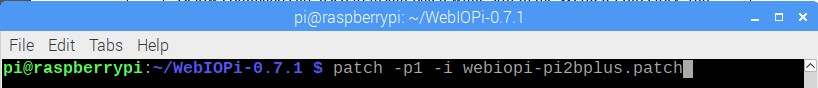 pi@raspberrypi: ~/WebIOPi-0.7.1
File Edit Tabs Help
pi@raspberrypi:~/WebIOPi-0.7.1 $ patch -p1 -i webiopi-pi2bplus.patch